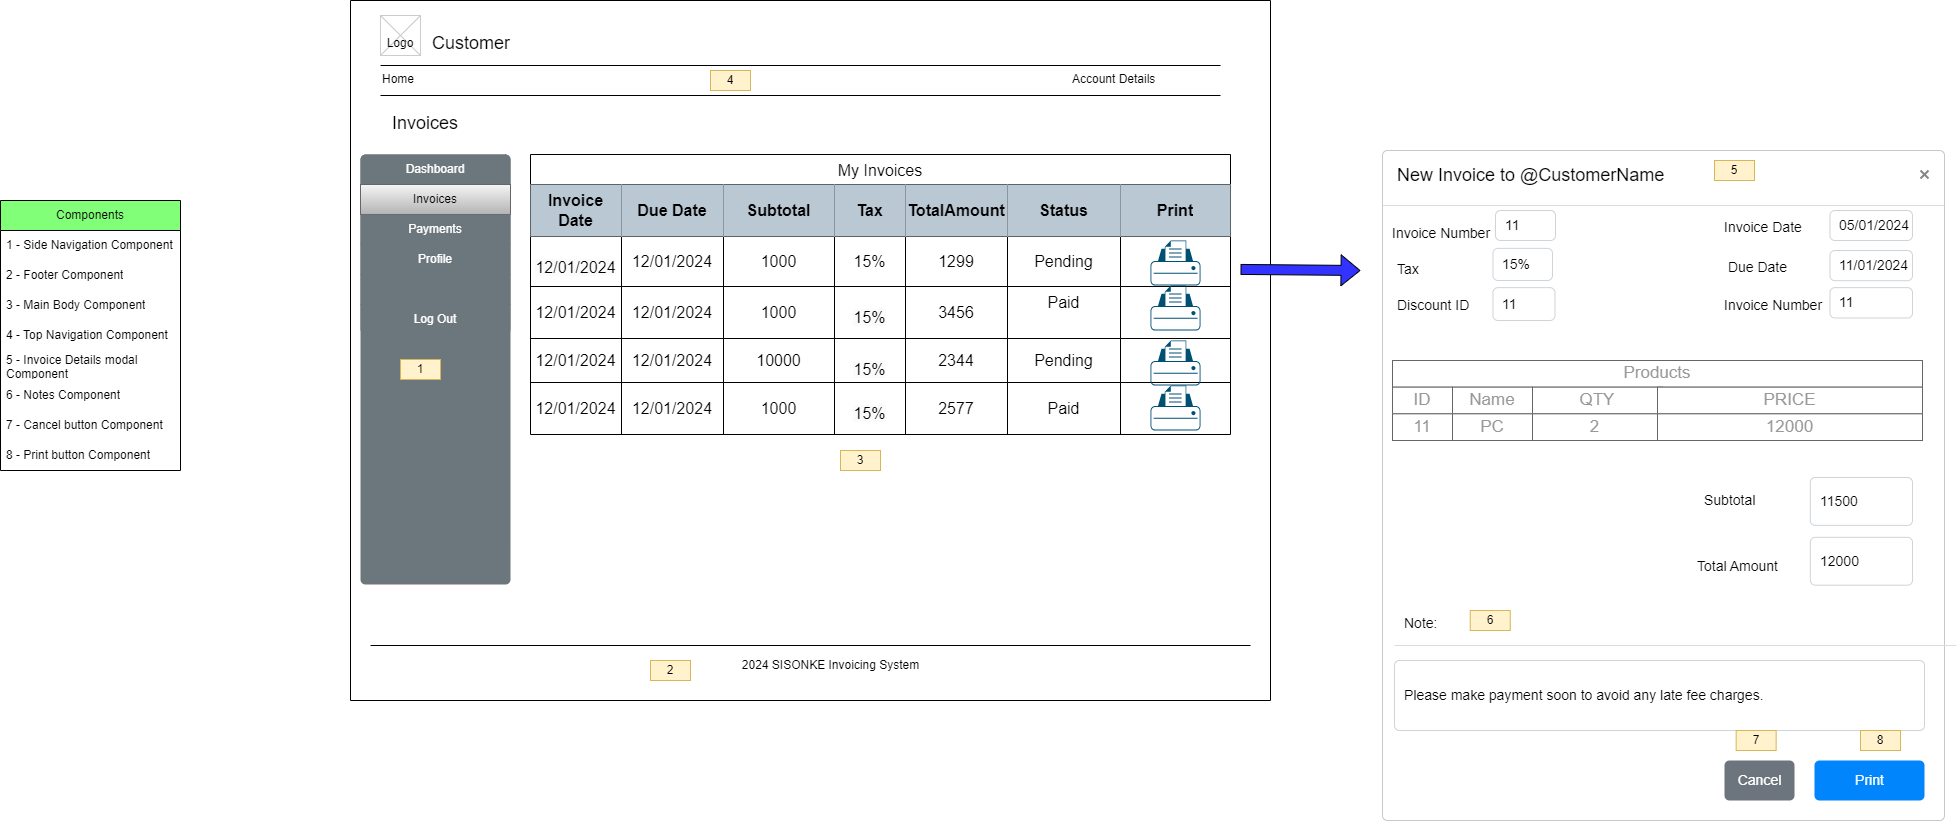 Components
1 - Side Navigation Component
2 - Footer Component
3 - Main Body Component
4 - Top Navigation Component
5 - Invoice Details modal
Component
6 - Notes Component
7 - Cancel button Component
8 - Print button Component
Logo
Customer
Home
4
Account Details
Invoices
Dashboard
Invoices
Payments
Profile
Log Out
1
My Invoices
Invoice Date Due Date Subtotal Tax TotalAmount Status Print
12/01/2024 12/01/2024 1000 15% 1299 Pending
12/01/2024 12/01/2024 1000 15% 3456 Paid
12/01/2024 12/01/2024 10000 15% 2344 Pending
12/01/2024 12/01/2024 1000 15% 2577 Paid
3
2
2024 SISONKE Invoicing System
New Invoice to @CustomerName
5
×
Invoice Number 11 Invoice Date 05/01/2024
Tax 15% Due Date 11/01/2024
Discount ID 11 Invoice Number 11
Products
ID Name QTY PRICE
11 PC 2 12000
Subtotal 11500
Total Amount 12000
Note:
6
Please make payment soon to avoid any late fee charges.
7
8
Cancel
Print